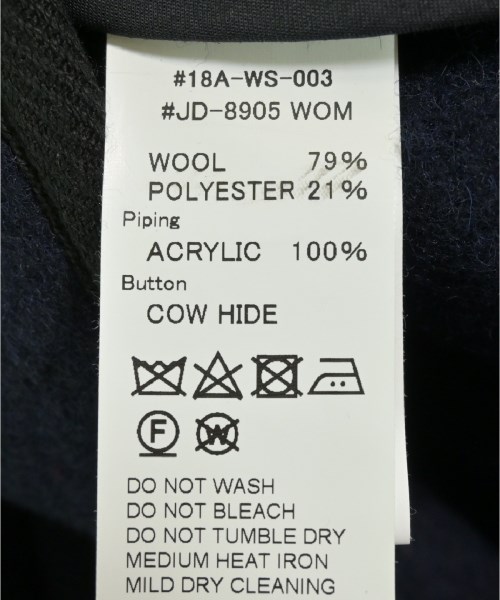 #18A-WS-003
#JD-8905 WOM
WOOL 79%
POLYESTER 21%
Piping
ACRYLIC 100%
Button
COW HIDE
F W
DO NOT WASH
DO NOT BLEACH
DO NOT TUMBLE DRY
MEDIUM HEAT IRON
MILD DRY CLEANING